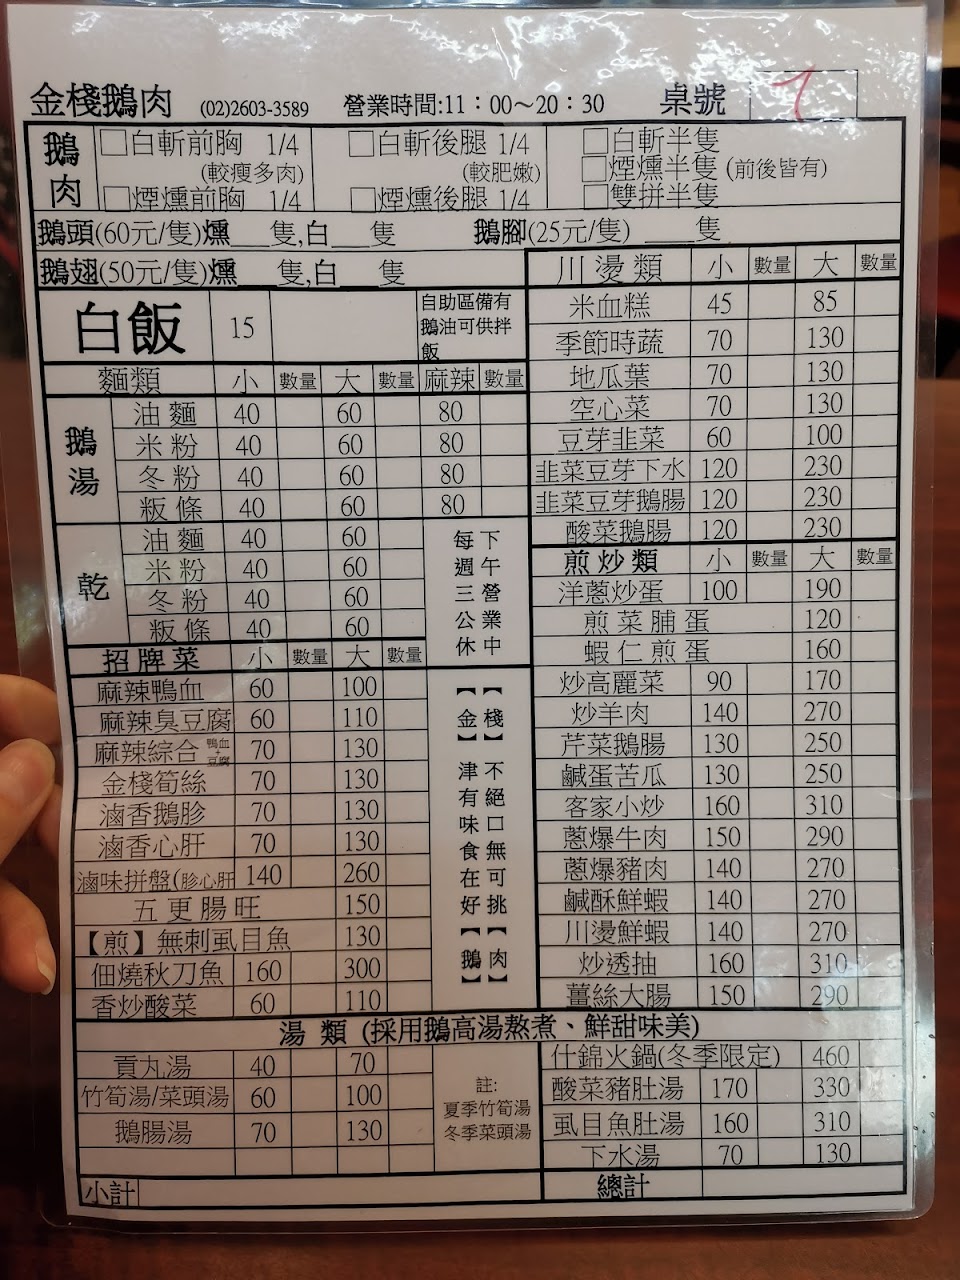 金棧鵝肉 (02)2603-3589 營業時間:11：00～20：30 桌號 1
鵝肉
□白斬前胸 1/4 (較瘦多肉) □白斬後腿 1/4 (較肥嫩) □白斬半隻
□煙燻半隻 (前後皆有)
□煙燻前胸 1/4 □煙燻後腿 1/4 □雙拼半隻
鵝頭(60元/隻)燻__隻,白__隻 鵝腳(25元/隻) ___隻
鵝翅(50元/隻)燻__隻,白__隻
白飯 15 自助區備有鵝油可供拌飯
麵類 小 數量 大 數量 麻辣 數量
鵝湯
油麵 40 60 80
米粉 40 60 80
冬粉 40 60 80
粄條 40 60 80
乾
油麵 40 60
米粉 40 60
冬粉 40 60
粄條 40 60
每週三公休
下午營業中
招牌菜 小 數量 大 數量
麻辣鴨血 60 100
麻辣臭豆腐 60 110
麻辣綜合 鴨血+豆腐 70 130
金棧筍絲 70 130
滷香鵝胗 70 130
滷香心肝 70 130
滷味拼盤(胗心肝 140 260
五更腸旺 150
【煎】無刺虱目魚 130
佃燒秋刀魚 160 300
香炒酸菜 60 110
【金棧】
津津有味食在好
不絕口無可挑
【鵝肉】
川燙類 小 數量 大 數量
米血糕 45 85
季節時蔬 70 130
地瓜葉 70 130
空心菜 70 130
豆芽韭菜 60 100
韭菜豆芽下水 120 230
韭菜豆芽鵝腸 120 230
酸菜鵝腸 120 230
煎炒類 小 數量 大 數量
洋蔥炒蛋 100 190
煎菜脯蛋 120
蝦仁煎蛋 160
炒高麗菜 90 170
炒羊肉 140 270
芹菜鵝腸 130 250
鹹蛋苦瓜 130 250
客家小炒 160 310
蔥爆牛肉 150 290
蔥爆豬肉 140 270
鹹酥鮮蝦 140 270
川燙鮮蝦 140 270
炒透抽 160 310
薑絲大腸 150 290
湯 類 (採用鵝高湯熬煮、鮮甜味美)
貢丸湯 40 70
竹筍湯/菜頭湯 60 100
鵝腸湯 70 130
註:
夏季竹筍湯
冬季菜頭湯
什錦火鍋(冬季限定) 460
酸菜豬肚湯 170 330
虱目魚肚湯 160 310
下水湯 70 130
小計
總計